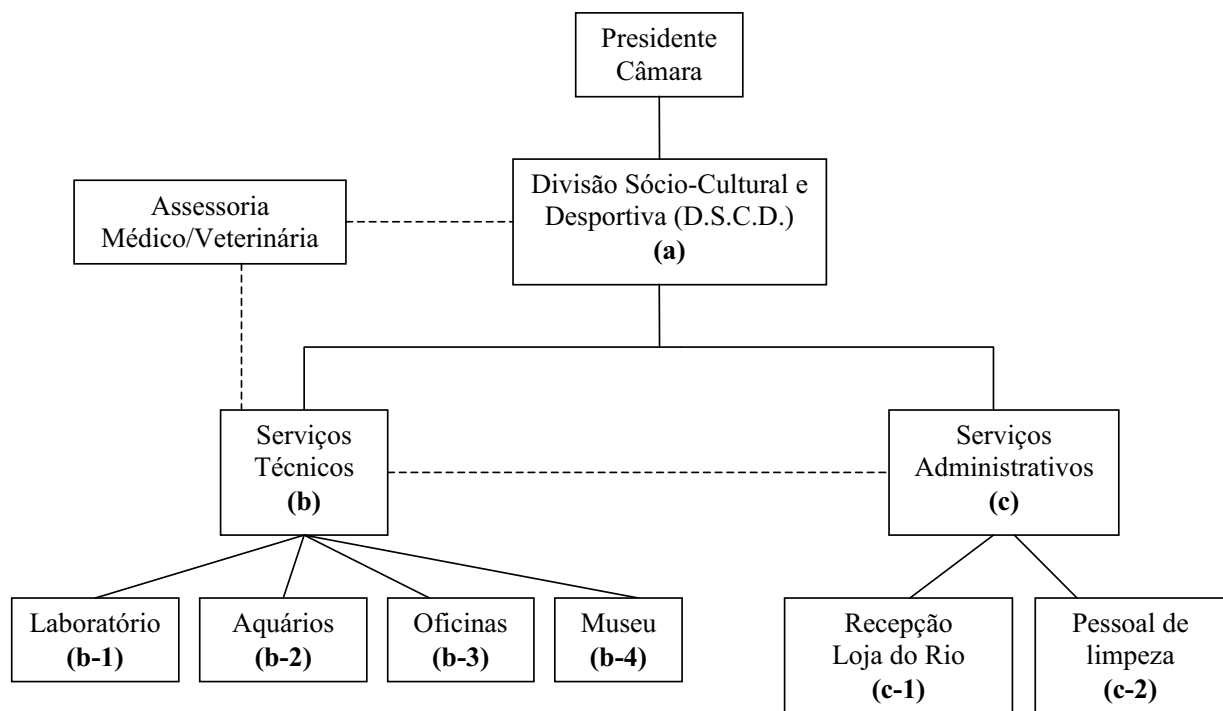 Presidente
Câmara
Divisão Sócio-Cultural e
Desportiva (D.S.C.D.)
(a)
Assessoria
Médico/Veterinária
Serviços
Técnicos
(b)
Serviços
Administrativos
(c)
Laboratório
(b-1)
Aquários
(b-2)
Oficinas
(b-3)
Museu
(b-4)
Recepção
Loja do Rio
(c-1)
Pessoal de
limpeza
(c-2)